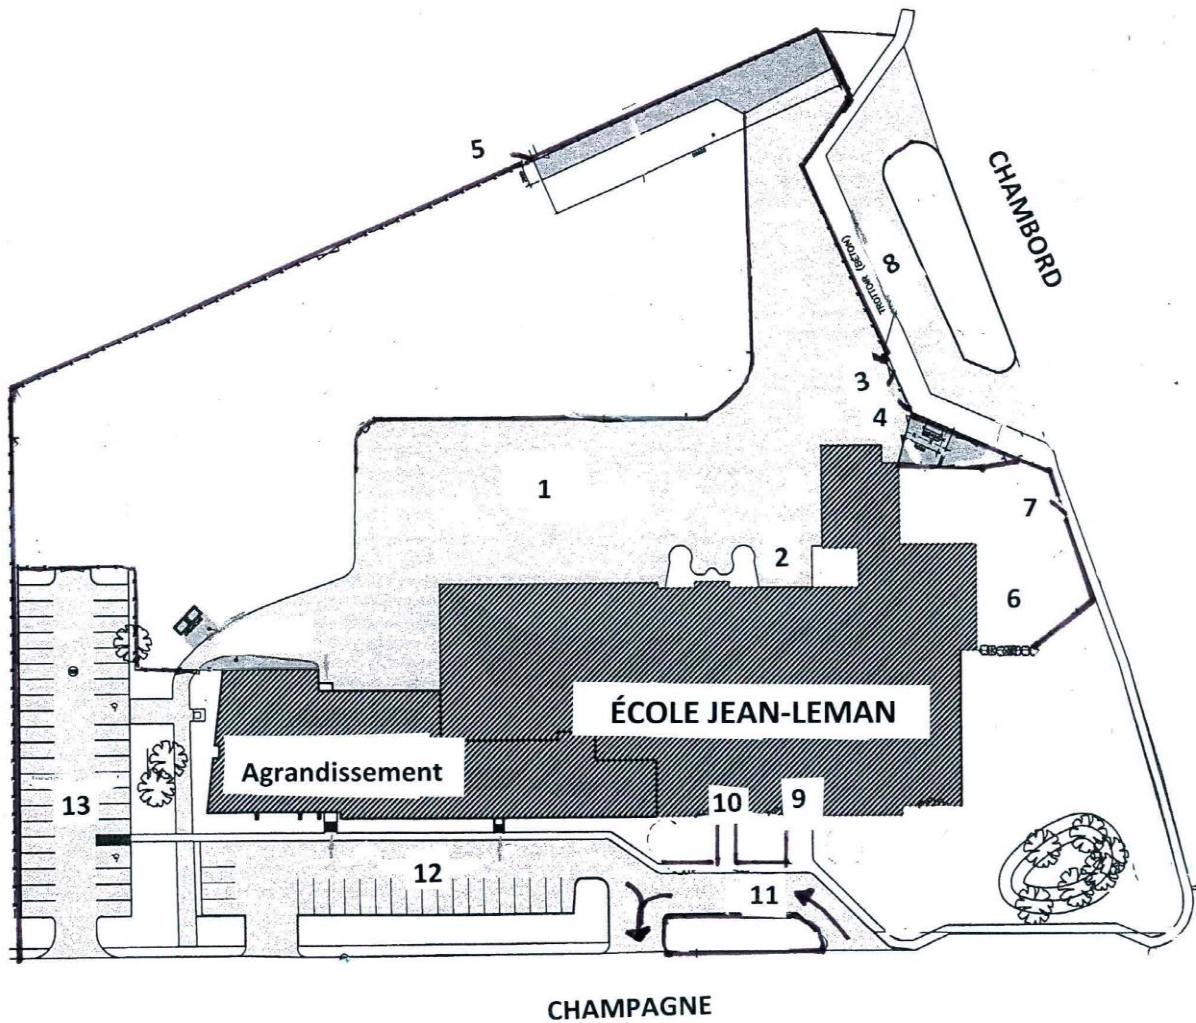 5
CHAMBORD
8
TROTTOIR (BÉTON)
3
4
1
7
2
6
ÉCOLE JEAN-LEMAN
Agrandissement
13
10
9
12
11
CHAMPAGNE